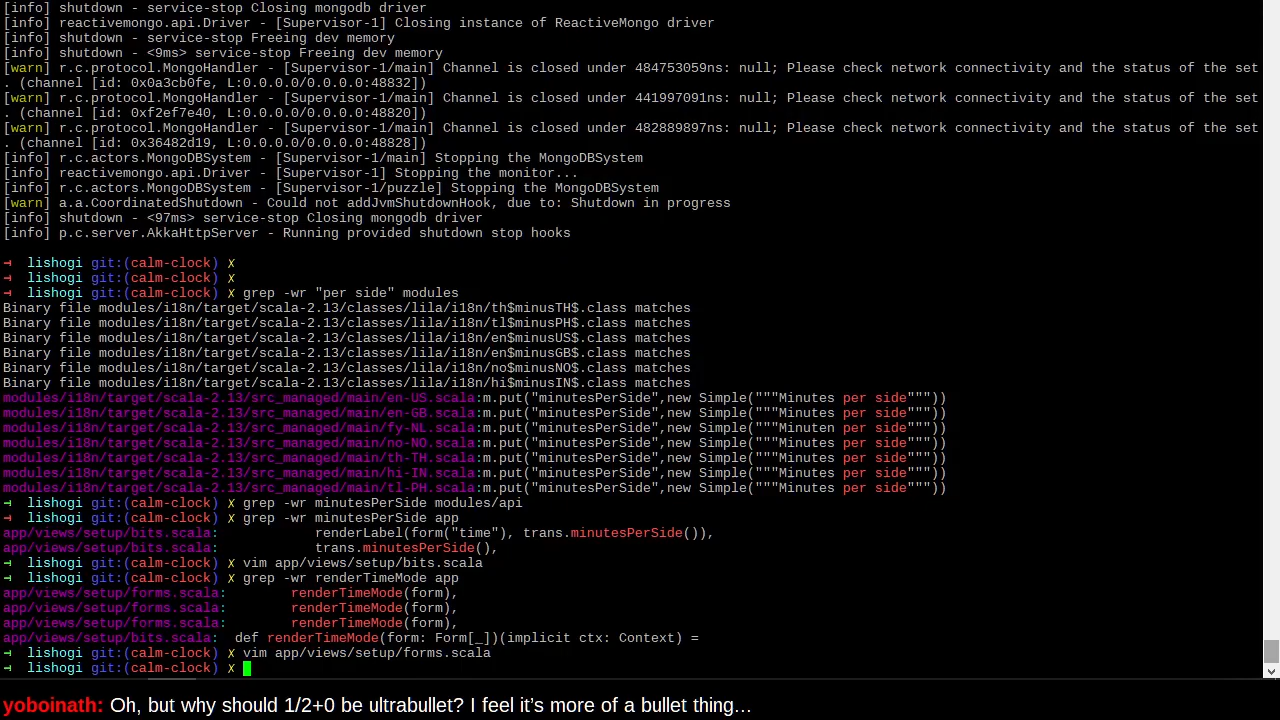 [info] shutdown - service-stop Closing mongodb driver
[info] reactivemongo.api.Driver - [Supervisor-1] Closing instance of ReactiveMongo driver
[info] shutdown - service-stop Freeing dev memory
[info] shutdown - <9ms> service-stop Freeing dev memory
[warn] r.c.protocol.MongoHandler - [Supervisor-1/main] Channel is closed under 484753059ns: null; Please check network connectivity and the status of the set
. (channel [id: 0x0a3cb0fe, L:0.0.0.0/0.0.0.0:48832])
[warn] r.c.protocol.MongoHandler - [Supervisor-1/main] Channel is closed under 441997091ns: null; Please check network connectivity and the status of the set
. (channel [id: 0xf2ef7e40, L:0.0.0.0/0.0.0.0:48820])
[warn] r.c.protocol.MongoHandler - [Supervisor-1/main] Channel is closed under 482889897ns: null; Please check network connectivity and the status of the set
. (channel [id: 0x36482d19, L:0.0.0.0/0.0.0.0:48828])
[info] r.c.actors.MongoDBSystem - [Supervisor-1/main] Stopping the MongoDBSystem
[info] reactivemongo.api.Driver - [Supervisor-1] Stopping the monitor...
[info] r.c.actors.MongoDBSystem - [Supervisor-1/puzzle] Stopping the MongoDBSystem
[warn] a.a.CoordinatedShutdown - Could not addJvmShutdownHook, due to: Shutdown in progress
[info] shutdown - <97ms> service-stop Closing mongodb driver
[info] p.c.server.AkkaHttpServer - Running provided shutdown stop hooks
→ lishogi git:(calm-clock) ✗
→ lishogi git:(calm-clock) ✗
→ lishogi git:(calm-clock) ✗ grep -wr "per side" modules
Binary file modules/i18n/target/scala-2.13/classes/lila/i18n/th$minusTH$.class matches
Binary file modules/i18n/target/scala-2.13/classes/lila/i18n/tl$minusPH$.class matches
Binary file modules/i18n/target/scala-2.13/classes/lila/i18n/en$minusUS$.class matches
Binary file modules/i18n/target/scala-2.13/classes/lila/i18n/en$minusGB$.class matches
Binary file modules/i18n/target/scala-2.13/classes/lila/i18n/no$minusNO$.class matches
Binary file modules/i18n/target/scala-2.13/classes/lila/i18n/hi$minusIN$.class matches
modules/i18n/target/scala-2.13/src_managed/main/en-US.scala:m.put("minutesPerSide",new Simple("""Minutes per side"""))
modules/i18n/target/scala-2.13/src_managed/main/en-GB.scala:m.put("minutesPerSide",new Simple("""Minutes per side"""))
modules/i18n/target/scala-2.13/src_managed/main/fy-NL.scala:m.put("minutesPerSide",new Simple("""Minuten per side"""))
modules/i18n/target/scala-2.13/src_managed/main/no-NO.scala:m.put("minutesPerSide",new Simple("""Minutes per side"""))
modules/i18n/target/scala-2.13/src_managed/main/th-TH.scala:m.put("minutesPerSide",new Simple("""Minutes per side"""))
modules/i18n/target/scala-2.13/src_managed/main/hi-IN.scala:m.put("minutesPerSide",new Simple("""Minutes per side"""))
modules/i18n/target/scala-2.13/src_managed/main/tl-PH.scala:m.put("minutesPerSide",new Simple("""Minutes per side"""))
→ lishogi git:(calm-clock) ✗ grep -wr minutesPerSide modules/api
→ lishogi git:(calm-clock) ✗ grep -wr minutesPerSide app
app/views/setup/bits.scala: renderLabel(form("time"), trans.minutesPerSide()),
app/views/setup/bits.scala: trans.minutesPerSide(),
→ lishogi git:(calm-clock) ✗ vim app/views/setup/bits.scala
→ lishogi git:(calm-clock) ✗ grep -wr renderTimeMode app
app/views/setup/forms.scala: renderTimeMode(form),
app/views/setup/forms.scala: renderTimeMode(form),
app/views/setup/forms.scala: renderTimeMode(form),
app/views/setup/bits.scala: def renderTimeMode(form: Form[_])(implicit ctx: Context) =
→ lishogi git:(calm-clock) ✗ vim app/views/setup/forms.scala
→ lishogi git:(calm-clock) ✗
yoboinath: Oh, but why should 1/2+0 be ultrabullet? I feel it's more of a bullet thing...